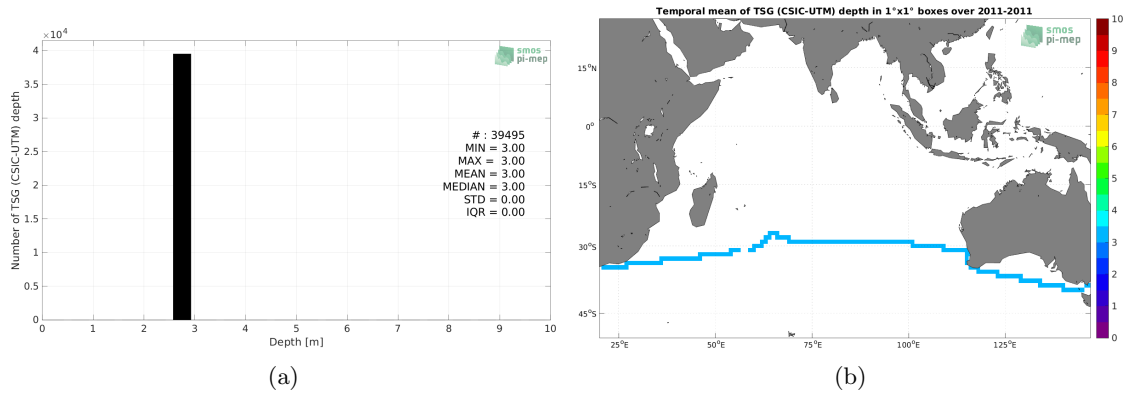 ×10⁴
4
3.5
3
2.5
2
1.5
1
0.5
0
0 1 2 3 4 5 6 7 8 9 10
Number of TSG (CSIC-UTM) depth
Depth [m]
smos
pi-mep
# : 39495
MIN = 3.00
MAX = 3.00
MEAN = 3.00
MEDIAN = 3.00
STD = 0.00
IQR = 0.00
(a)
Temporal mean of TSG (CSIC-UTM) depth in 1°x1° boxes over 2011-2011
smos
pi-mep
15°N
0°
15°S
30°S
45°S
25°E 50°E 75°E 100°E 125°E
10
9
8
7
6
5
4
3
2
1
0
(b)